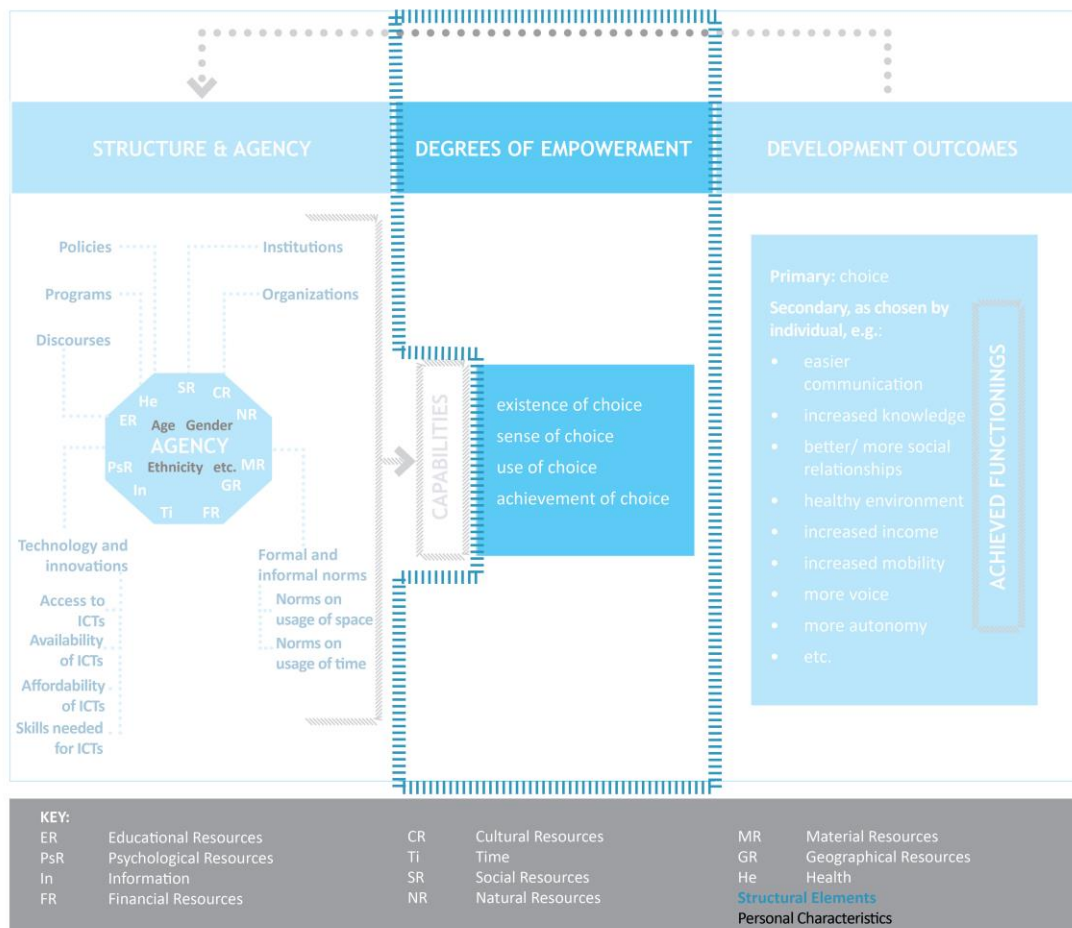 STRUCTURE & AGENCY
DEGREES OF EMPOWERMENT
DEVELOPMENT OUTCOMES
Policies
Institutions
Programs
Organizations
Discourses
He
SR
CR
ER
NR
Age Gender
AGENCY
Ethnicity etc.
PsR
MR
In
GR
Ti
FR
Technology and
innovations
Access to
ICTs
Availability
of ICTs
Affordability
of ICTs
Skills needed
for ICTs
Formal and
informal norms
Norms on
usage of space
Norms on
usage of time
CAPABILITIES
existence of choice
sense of choice
use of choice
achievement of choice
Primary: choice
Secondary, as chosen by
individual, e.g.:
• easier
communication
• increased knowledge
• better/ more social
relationships
• healthy environment
• increased income
• increased mobility
• more voice
• more autonomy
• etc.
ACHIEVED FUNCTIONINGS
KEY:
ER Educational Resources
PsR Psychological Resources
In Information
FR Financial Resources
CR Cultural Resources
Ti Time
SR Social Resources
NR Natural Resources
MR Material Resources
GR Geographical Resources
He Health
Structural Elements
Personal Characteristics